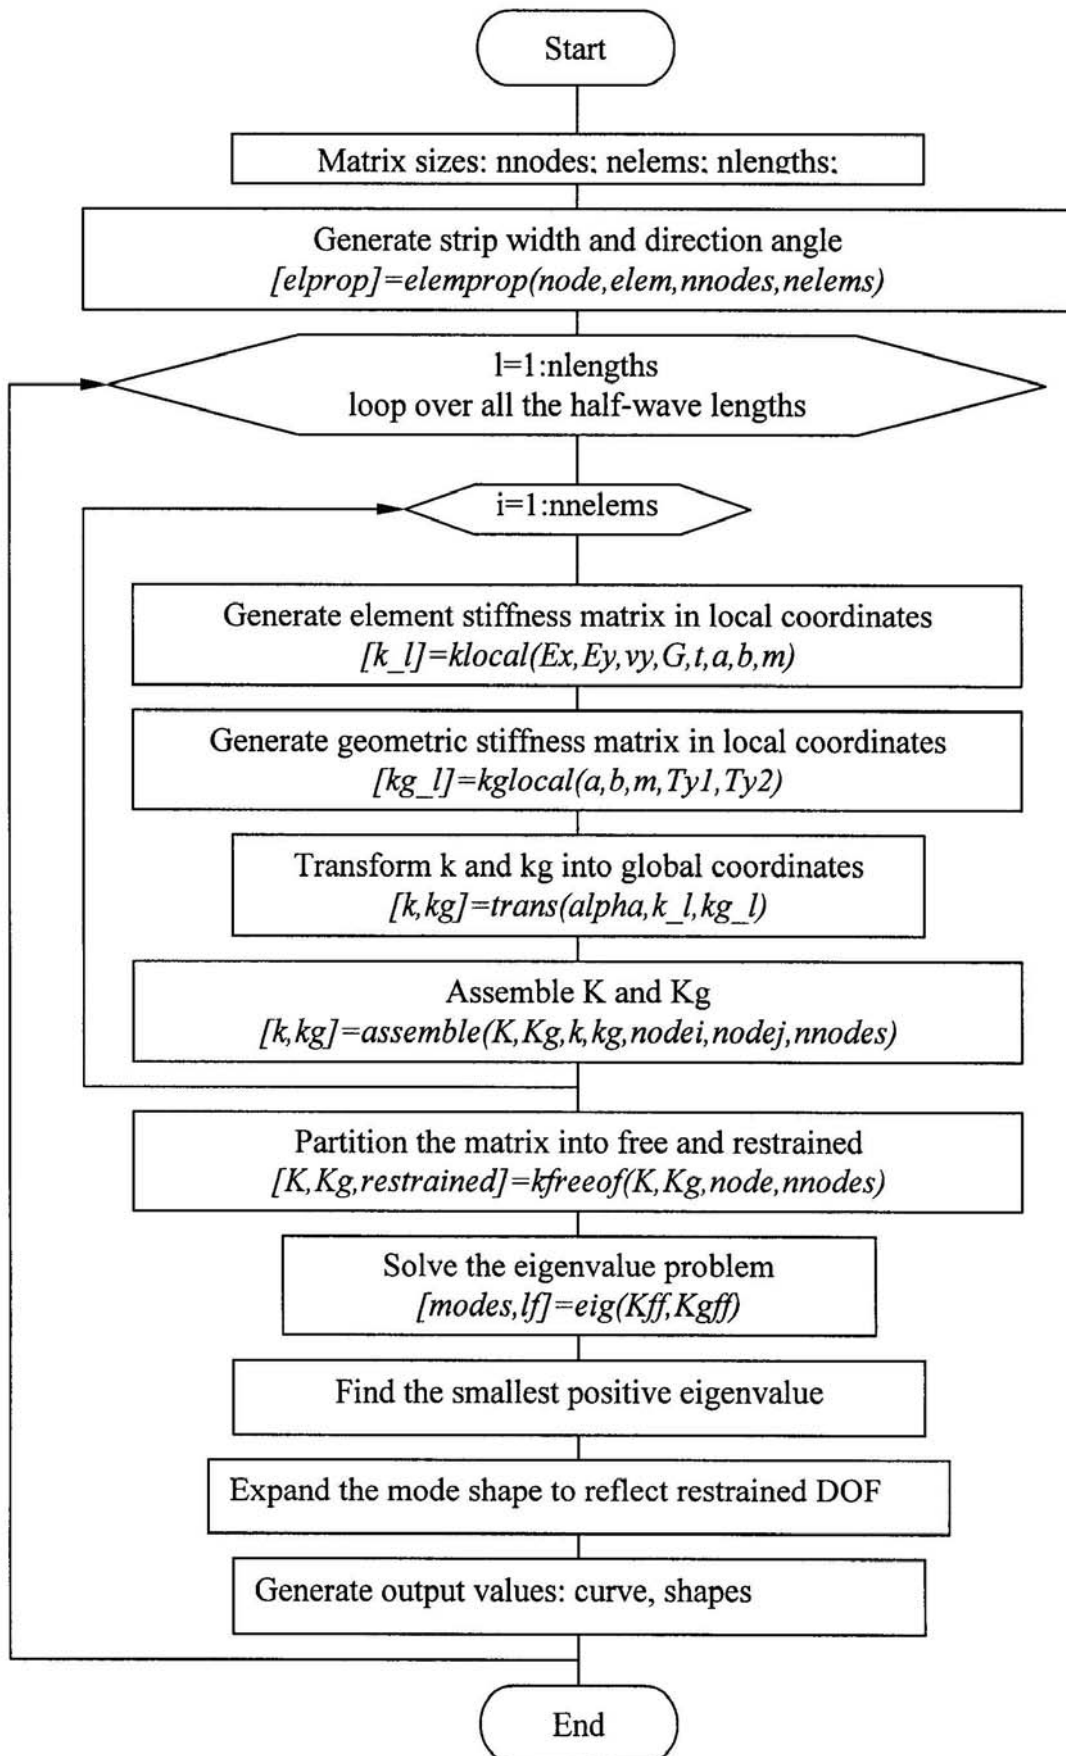 Start
Matrix sizes: nnodes; nelems; nlengths;
Generate strip width and direction angle
[elprop]=elemprop(node,elem,nnodes,nelems)
l=1:nlengths
loop over all the half-wave lengths
i=1:nnelems
Generate element stiffness matrix in local coordinates
[k_l]=klocal(Ex,Ey,vy,G,t,a,b,m)
Generate geometric stiffness matrix in local coordinates
[kg_l]=kglocal(a,b,m,Ty1,Ty2)
Transform k and kg into global coordinates
[k,kg]=trans(alpha,k_l,kg_l)
Assemble K and Kg
[k,kg]=assemble(K,Kg,k,kg,nodei,nodej,nnodes)
Partition the matrix into free and restrained
[K,Kg,restrained]=kfreeof(K,Kg,node,nnodes)
Solve the eigenvalue problem
[modes,lf]=eig(Kff,Kgff)
Find the smallest positive eigenvalue
Expand the mode shape to reflect restrained DOF
Generate output values: curve, shapes
End